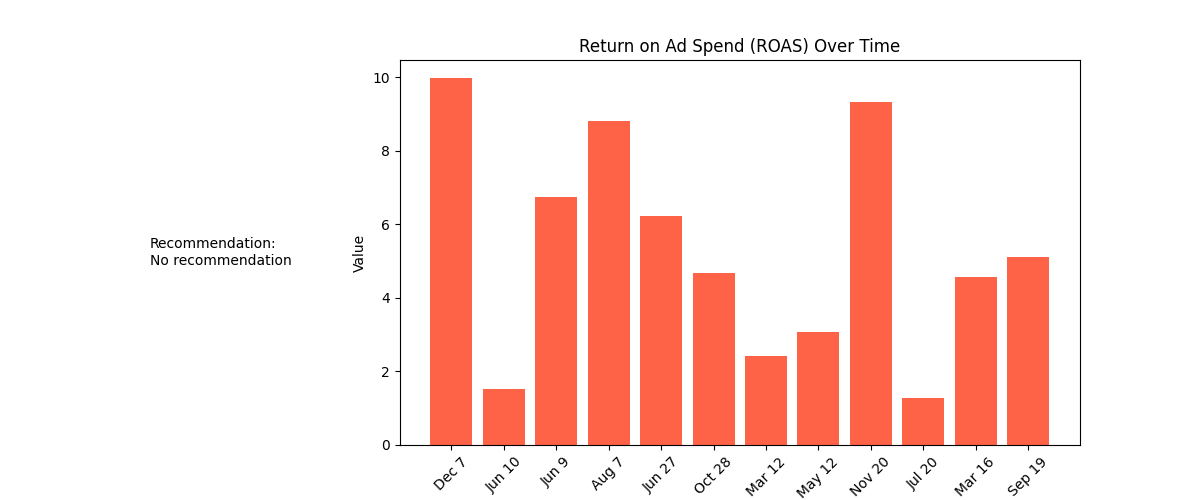 Return on Ad Spend (ROAS) Over Time
Recommendation:
No recommendation
Value
10
8
6
4
2
0
Dec 7
Jun 10
Jun 9
Aug 7
Jun 27
Oct 28
Mar 12
May 12
Nov 20
Jul 20
Mar 16
Sep 19